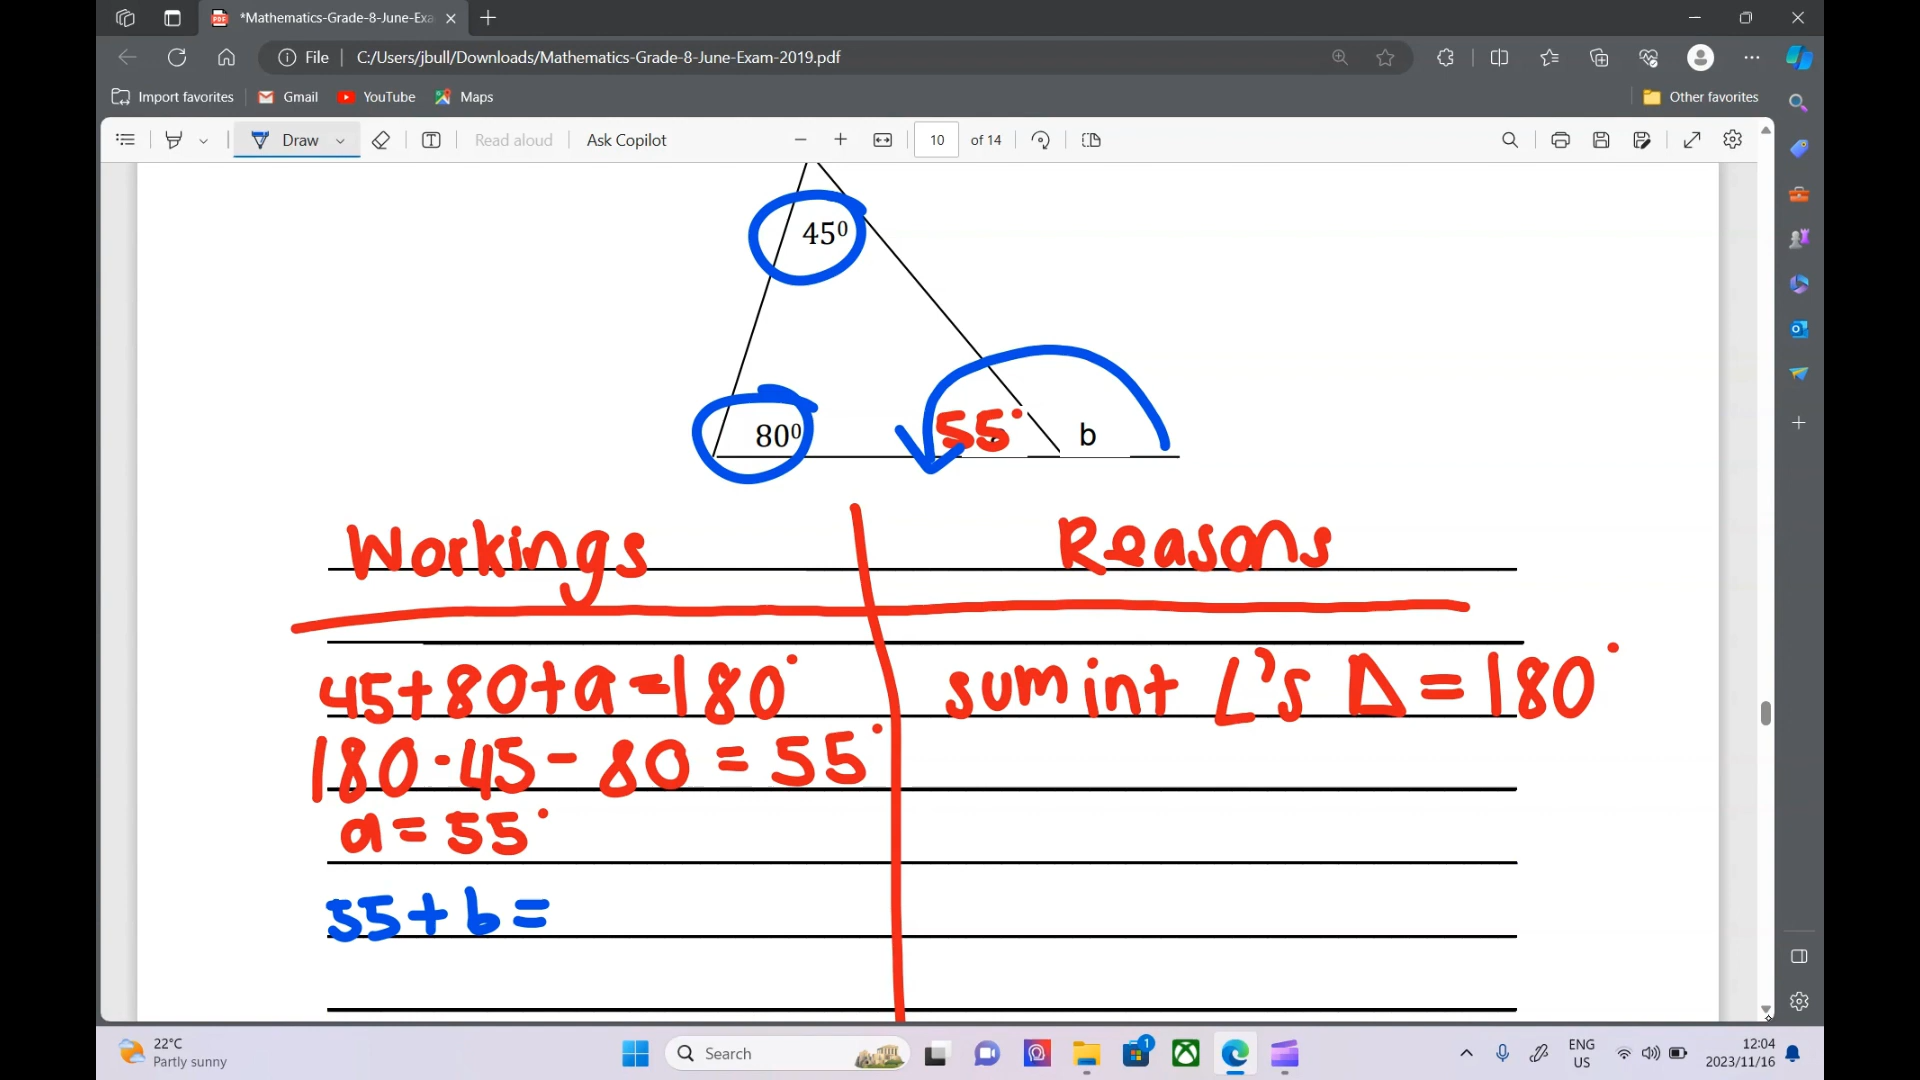 *Mathematics-Grade-8-June-Exa
File C:/Users/jbull/Downloads/Mathematics-Grade-8-June-Exam-2019.pdf
Import favorites Gmail YouTube Maps Other favorites
Draw Read aloud Ask Copilot 10 of 14
45⁰
80⁰ 55° b
Workings Reasons
45+80+a=180° sum int ∠'s Δ=180°
180-45-80=55°
a=55°
55+b=
22°C
Partly sunny
Search
1
ENG
US
12:04
2023/11/16